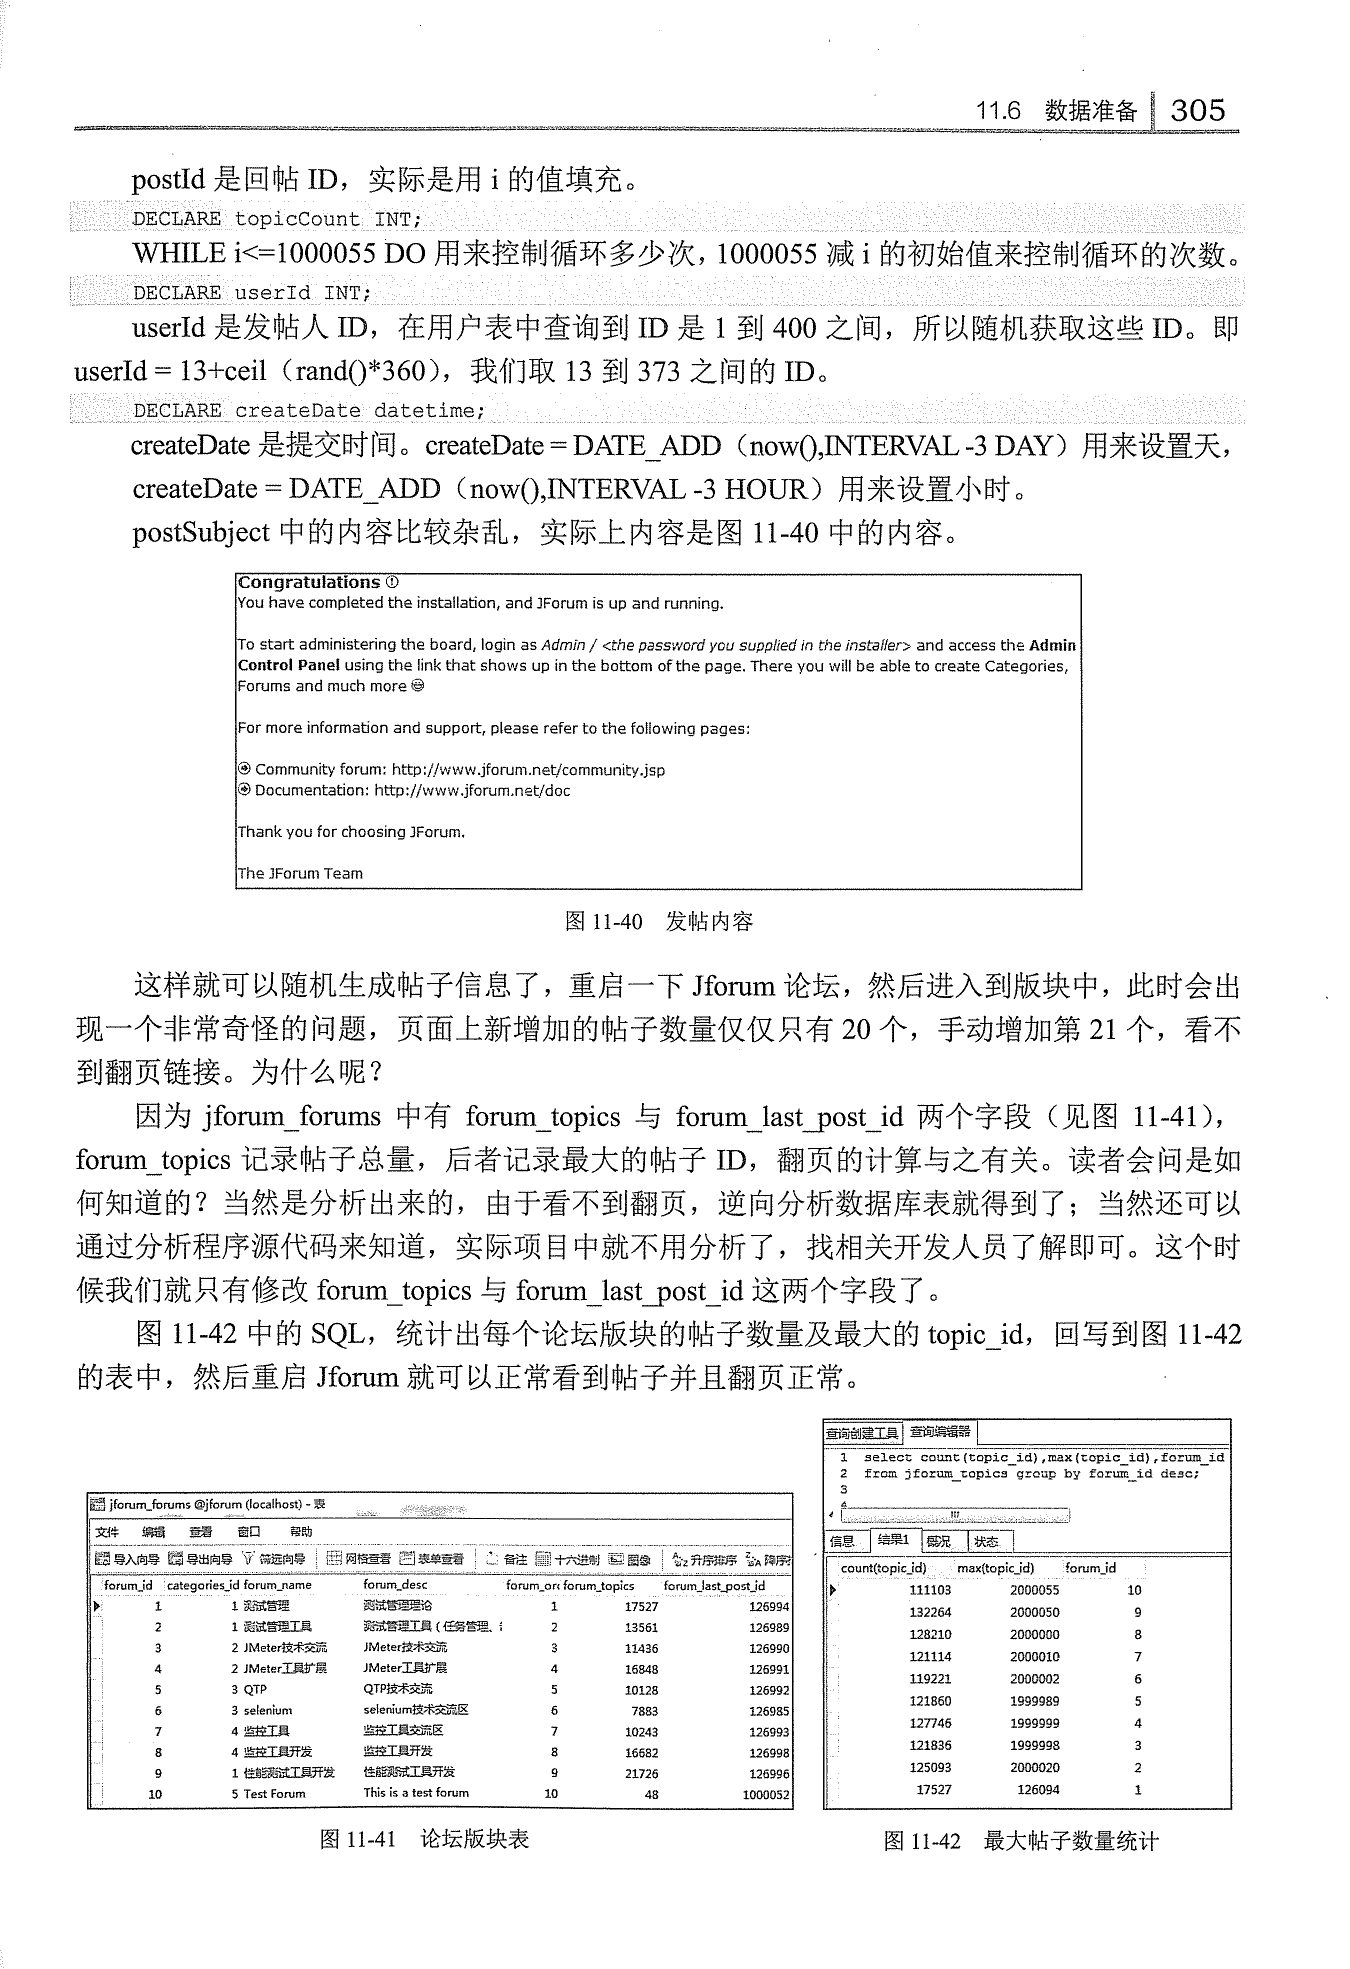 11.6 数据准备 305
postId 是回帖 ID，实际是用 i 的值填充。
DECLARE topicCount INT;
WHILE i<=1000055 DO 用来控制循环多少次，1000055 减 i 的初始值来控制循环的次数。
DECLARE userId INT;
userId 是发帖人 ID，在用户表中查询到 ID 是 1 到 400 之间，所以随机获取这些 ID。即
userId = 13+ceil（rand()*360），我们取 13 到 373 之间的 ID。
DECLARE createDate datetime;
createDate 是提交时间。createDate = DATE_ADD（now(),INTERVAL -3 DAY）用来设置天，
createDate = DATE_ADD（now(),INTERVAL -3 HOUR）用来设置小时。
postSubject 中的内容比较杂乱，实际上内容是图 11-40 中的内容。
Congratulations
You have completed the installation, and JForum is up and running.
To start administering the board, login as Admin / <the password you supplied in the installer> and access the Admin
Control Panel using the link that shows up in the bottom of the page. There you will be able to create Categories,
Forums and much more
For more information and support, please refer to the following pages:
Community forum: http://www.jforum.net/community.jsp
Documentation: http://www.jforum.net/doc
Thank you for choosing JForum.
The JForum Team
图 11-40 发帖内容
这样就可以随机生成帖子信息了，重启一下 Jforum 论坛，然后进入到版块中，此时会出
现一个非常奇怪的问题，页面上新增加的帖子数量仅仅只有 20 个，手动增加第 21 个，看不
到翻页链接。为什么呢？
因为 jforum_forums 中有 forum_topics 与 forum_last_post_id 两个字段（见图 11-41），
forum_topics 记录帖子总量，后者记录最大的帖子 ID，翻页的计算与之有关。读者会问是如
何知道的？当然是分析出来的，由于看不到翻页，逆向分析数据库表就得到了；当然还可以
通过分析程序源代码来知道，实际项目中就不用分析了，找相关开发人员了解即可。这个时
候我们就只有修改 forum_topics 与 forum_last_post_id 这两个字段了。
图 11-42 中的 SQL，统计出每个论坛版块的帖子数量及最大的 topic_id，回写到图 11-42
的表中，然后重启 Jforum 就可以正常看到帖子并且翻页正常。
jforum_forums @jforum (localhost) - 表
文件 编辑 查看 窗口 帮助
导入向导 导出向导 筛选向导 网格查看 表单查看 备注 十六进制 图像 升序排序 降序排
forum_id categories_id forum_name forum_desc forum_or forum_topics forum_last_post_id
1 1 测试管理 测试管理理论 1 17527 126994
2 1 测试管理工具 测试管理工具 (任务管理、 2 13561 126989
3 2 JMeter技术交流 JMeter技术交流 3 11436 126990
4 2 JMeter工具扩展 JMeter工具扩展 4 16848 126991
5 3 QTP QTP技术交流 5 10128 126992
6 3 selenium selenium技术交流区 6 7883 126985
7 4 监控工具 监控工具交流区 7 10243 126993
8 4 监控工具开发 监控工具开发 8 16682 126998
9 1 性能测试工具开发 性能测试工具开发 9 21726 126996
10 5 Test Forum This is a test forum 10 48 1000052
图 11-41 论坛版块表
查询创建工具 查询编辑器
1 select count(topic_id),max(topic_id),forum_id
2 from jforum_topics group by forum_id desc;
3
4
信息 结果1 概况 状态
count(topic_id) max(topic_id) forum_id
111103 2000055 10
132264 2000050 9
128210 2000000 8
121114 2000010 7
119221 2000002 6
121860 1999989 5
127746 1999999 4
121836 1999998 3
125093 2000020 2
17527 126094 1
图 11-42 最大帖子数量统计